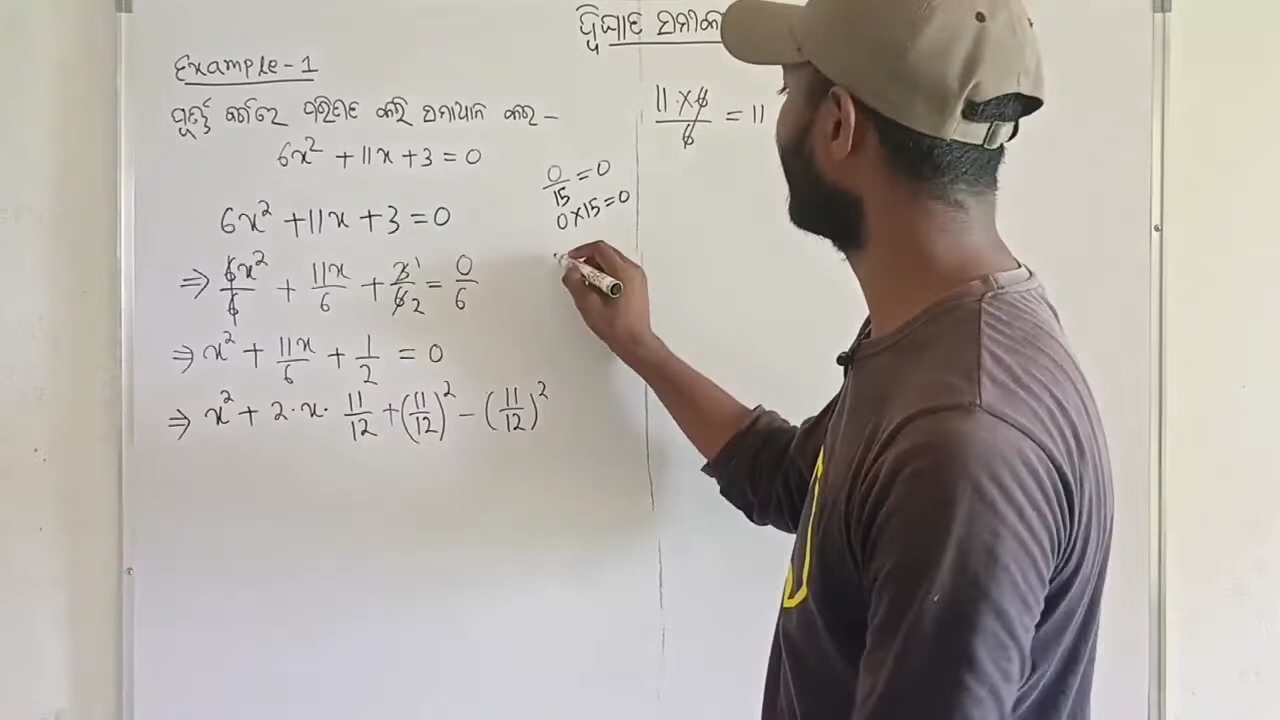 ଦ୍ୱିଘାତ
Example-1
ପୂର୍ଣ୍ଣ ବର୍ଗରେ ପରିଣତ କରି ସମାଧାନ କର -
6x² + 11x + 3 = 0
6x² + 11x + 3 = 0
⇒ 6x²/6 + 11x/6 + 3 1/6 2 = 0/6
⇒ x² + 11x/6 + 1/2 = 0
⇒ x² + 2·x· 11/12 + (11/12)² - (11/12)²
0/15 = 0
0×15=0
11×6/6 = 11